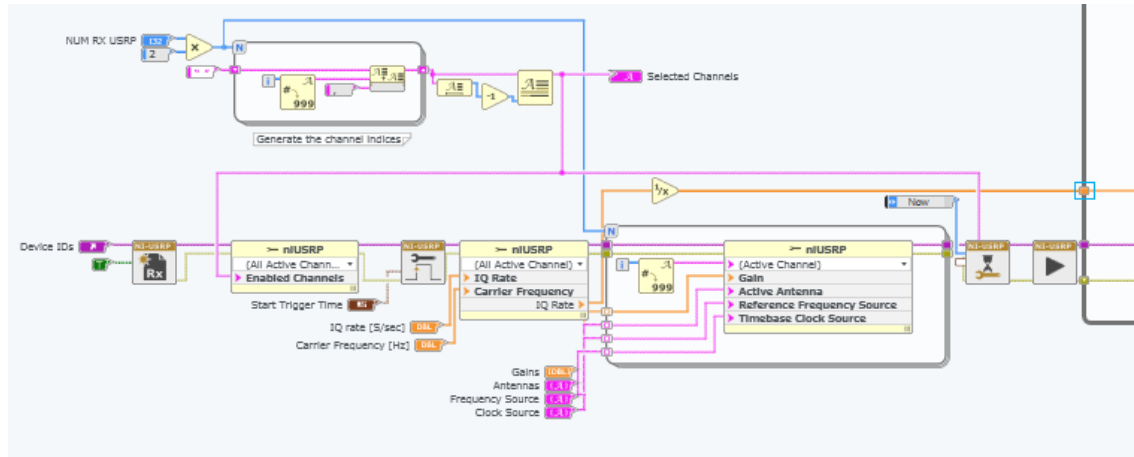 NUM RX USRP
I32
2
×
N
i
#
999
,
-1
Selected Channels
Generate the channel indices
1/x
Now
N
Device IDs
NI-USRP
Rx
T
niUSRP
(All Active Chann...
Enabled Channels
NI-USRP
niUSRP
(All Active Channel)
IQ Rate
Carrier Frequency
IQ Rate
i
#
999
niUSRP
(Active Channel)
Gain
Active Antenna
Reference Frequency Source
Timebase Clock Source
NI-USRP
NI-USRP
Start Trigger Time
IQ rate [S/sec]
DBL
Carrier Frequency [Hz]
DBL
Gains
[DBL]
Antennas
Frequency Source
Clock Source